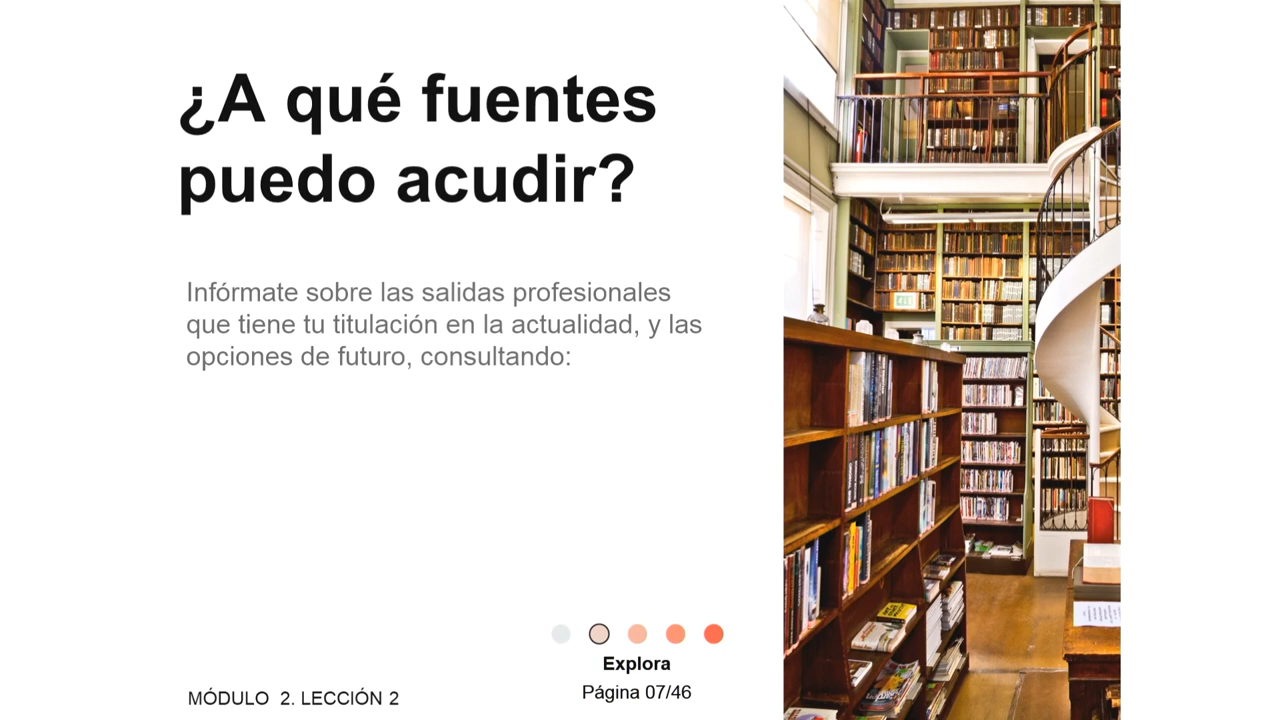 ¿A qué fuentes
puedo acudir?
Infórmate sobre las salidas profesionales
que tiene tu titulación en la actualidad, y las
opciones de futuro, consultando:
Explora
Página 07/46
MÓDULO  2. LECCIÓN 2